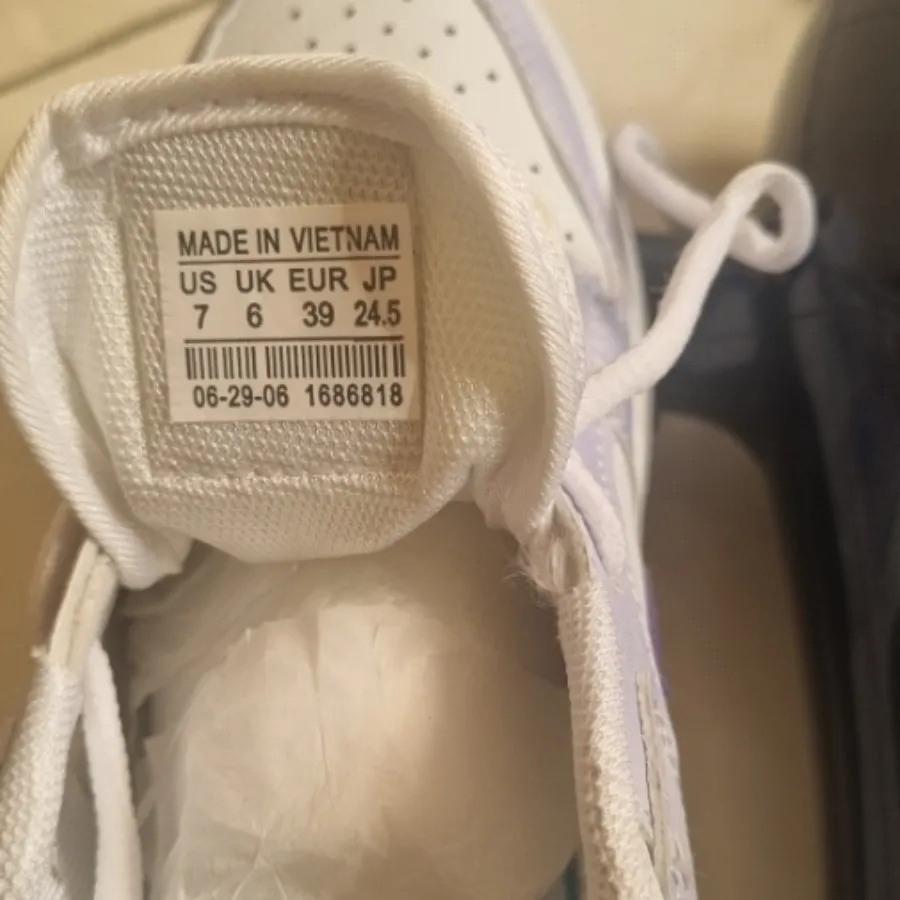 MADE IN VIETNAM
US UK EUR JP
7 6 39 24.5
06-29-06 1686818